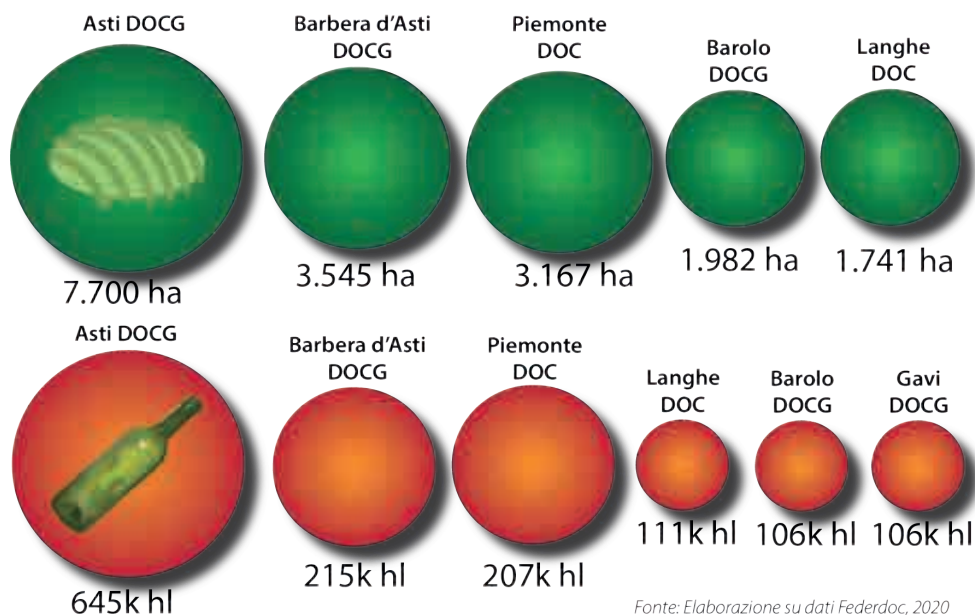 Asti DOCG
Barbera d'Asti
DOCG
Piemonte
DOC
Barolo
DOCG
Langhe
DOC
7.700 ha
3.545 ha
3.167 ha
1.982 ha
1.741 ha
Asti DOCG
Barbera d'Asti
DOCG
Piemonte
DOC
Langhe
DOC
Barolo
DOCG
Gavi
DOCG
645k hl
215k hl
207k hl
111k hl
106k hl
106k hl
Fonte: Elaborazione su dati Federdoc, 2020